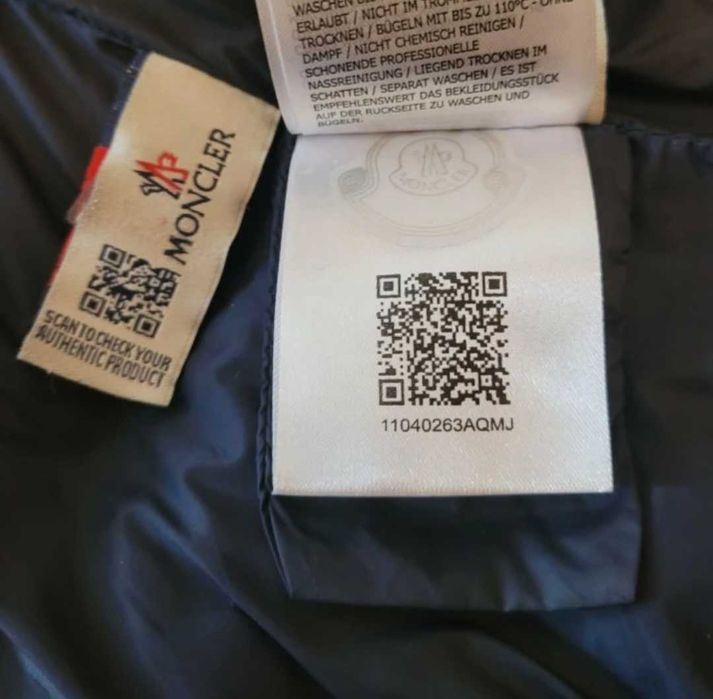 ERLAUBT / NICHT IM
TROCKNEN / BÜGELN MIT BIS ZU 110°C - OHNE
DAMPF / NICHT CHEMISCH REINIGEN /
SCHONENDE PROFESSIONELLE
NASSREINIGUNG / LIEGEND TROCKNEN IM
SCHATTEN / SEPARAT WASCHEN / ES IST
EMPFEHLENSWERT DAS BEKLEIDUNGSSTÜCK
AUF DER RÜCKSEITE ZU WASCHEN UND
BÜGELN.
MONCLER
SCAN TO CHECK YOUR
AUTHENTIC PRODUCT
MONCLER
11040263AQMJ